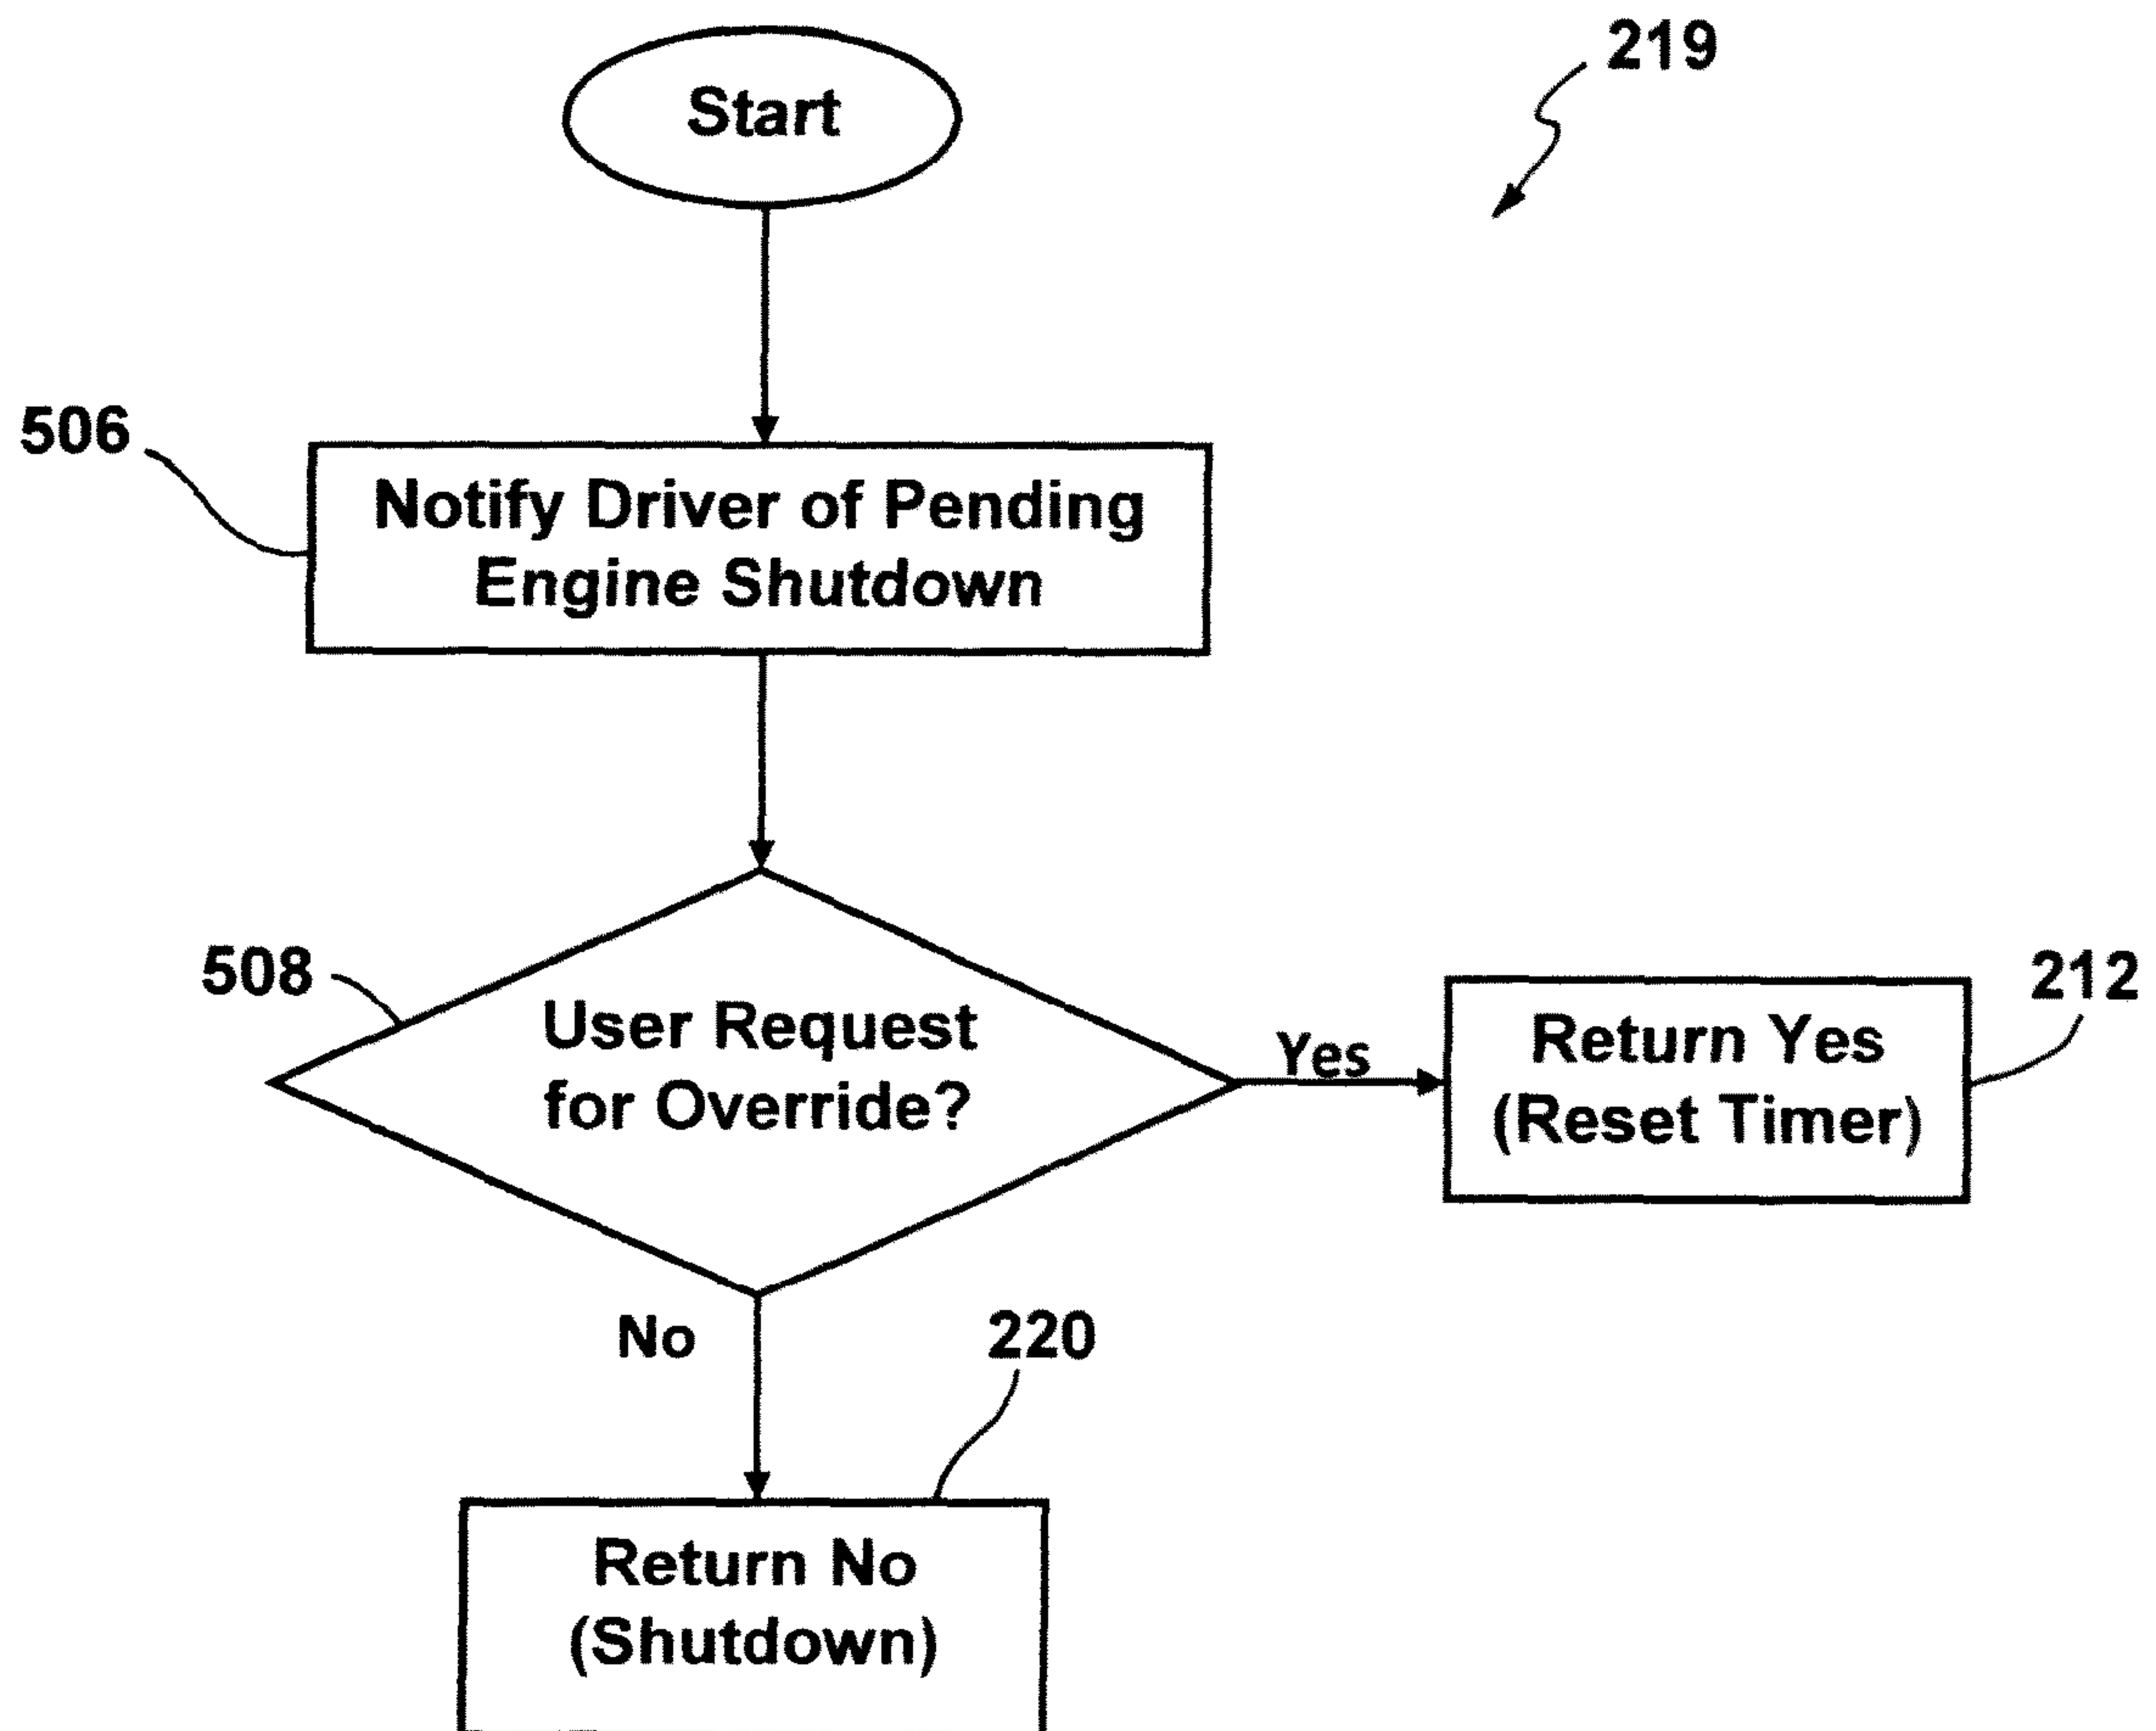 219
Start
506
Notify Driver of Pending
Engine Shutdown
508
User Request
for Override?
Yes
212
Return Yes
(Reset Timer)
No
220
Return No
(Shutdown)